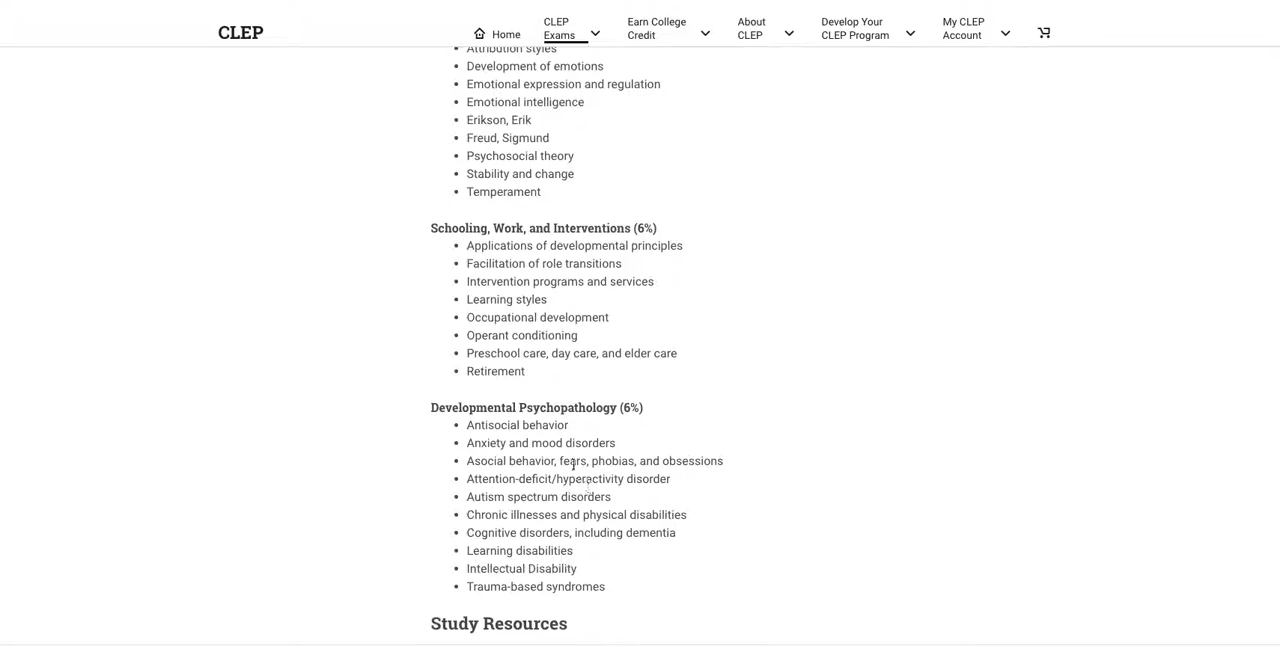 CLEP
Home
CLEP
Exams
Earn College
Credit
About
CLEP
Develop Your
CLEP Program
My CLEP
Account
Attribution styles
Development of emotions
Emotional expression and regulation
Emotional intelligence
Erikson, Erik
Freud, Sigmund
Psychosocial theory
Stability and change
Temperament
Schooling, Work, and Interventions (6%)
Applications of developmental principles
Facilitation of role transitions
Intervention programs and services
Learning styles
Occupational development
Operant conditioning
Preschool care, day care, and elder care
Retirement
Developmental Psychopathology (6%)
Antisocial behavior
Anxiety and mood disorders
Asocial behavior, fears, phobias, and obsessions
Attention-deficit/hyperactivity disorder
Autism spectrum disorders
Chronic illnesses and physical disabilities
Cognitive disorders, including dementia
Learning disabilities
Intellectual Disability
Trauma-based syndromes
Study Resources